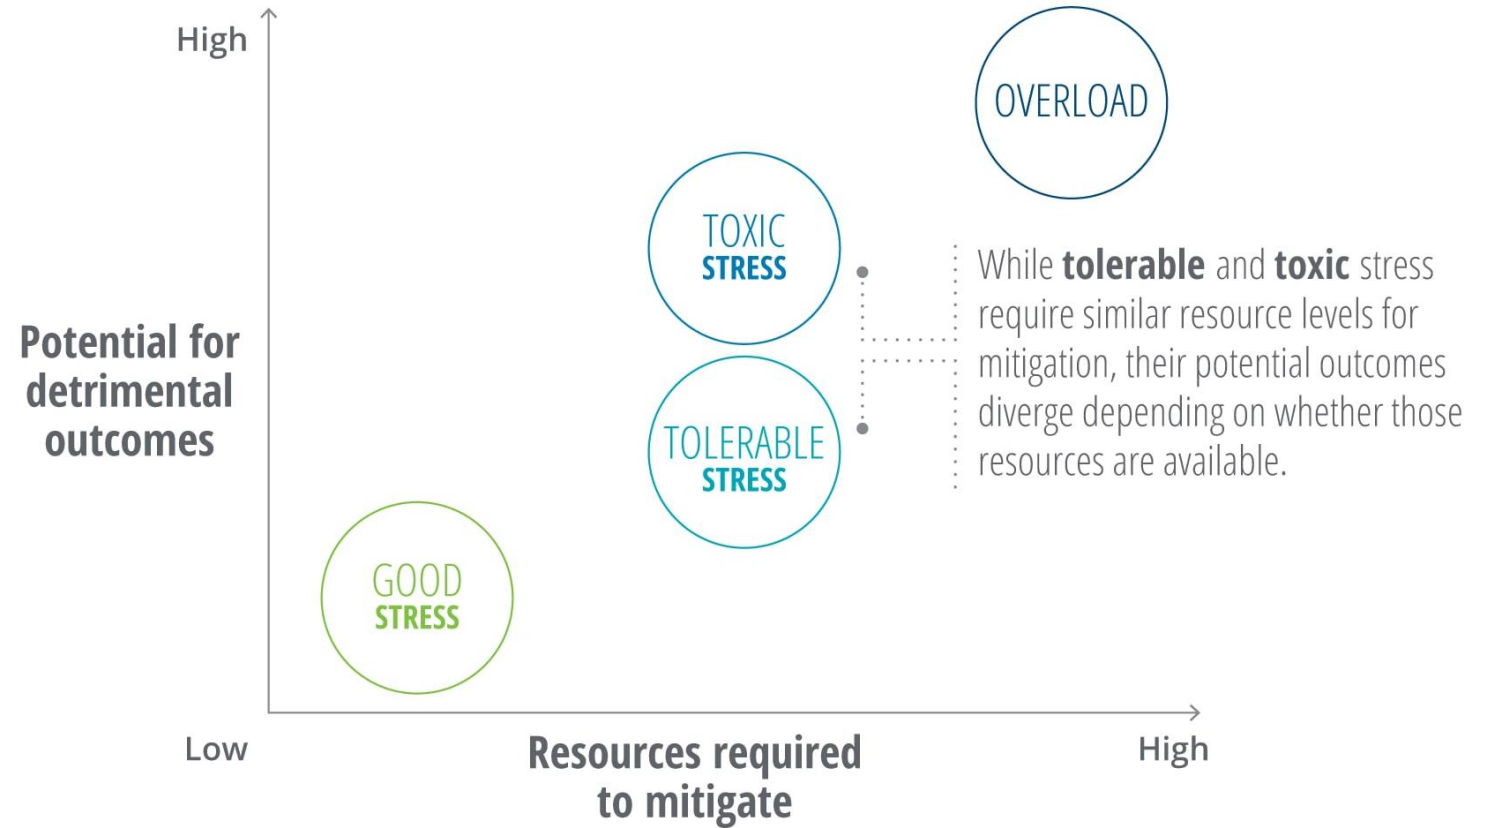 High
OVERLOAD
TOXIC
STRESS
While tolerable and toxic stress
require similar resource levels for
mitigation, their potential outcomes
diverge depending on whether those
resources are available.
Potential for
detrimental
outcomes
TOLERABLE
STRESS
GOOD
STRESS
Low
Resources required
to mitigate
High